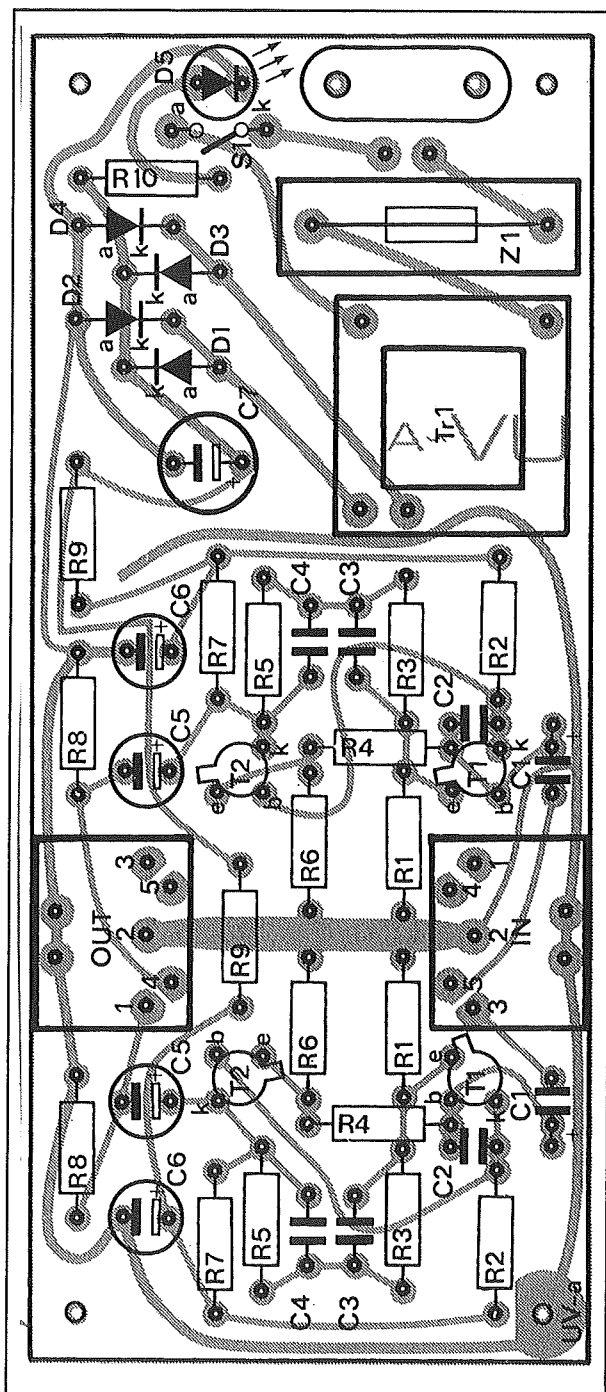 D5
a
k
S1
R10
D4
a
k
D3
k
a
D2
a
k
D1
k
a
Z1
Tr1
C7
+
R9
C6
+
R7
R5
C4
C3
R3
R2
R8
C5
+
T2
k
e
b
R4
C2
T1
k
e
b
C1
+
R6
R1
OUT
3
5
2
4
1
IN
1
4
2
5
3
R9
R6
R1
b
e
T2
k
e
b
T1
C5
+
R8
R4
C2
C1
+
C6
+
R7
R5
C4
C3
R3
R2
UV-a